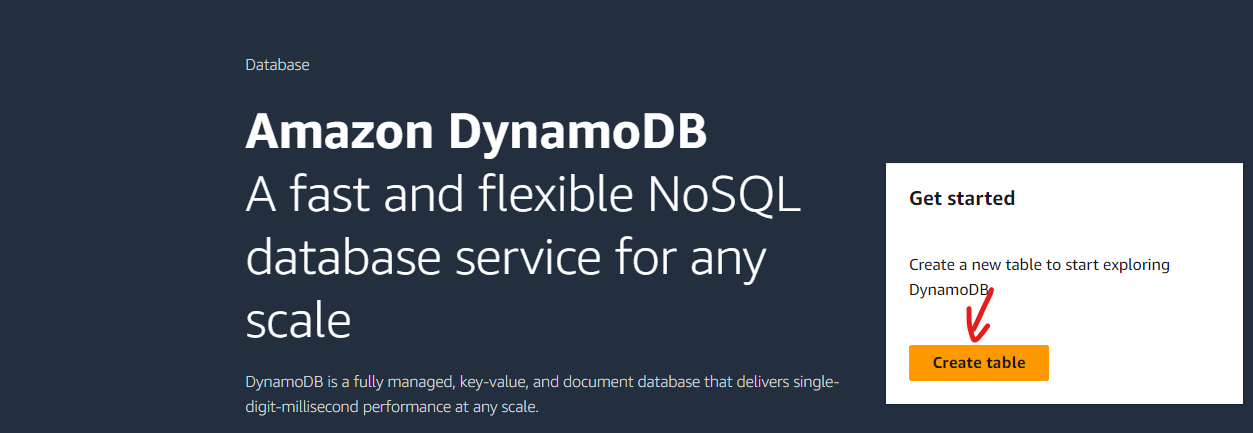 Database
Amazon DynamoDB
A fast and flexible NoSQL
database service for any
scale
DynamoDB is a fully managed, key-value, and document database that delivers single-
digit-millisecond performance at any scale.
Get started
Create a new table to start exploring
DynamoDB.
Create table